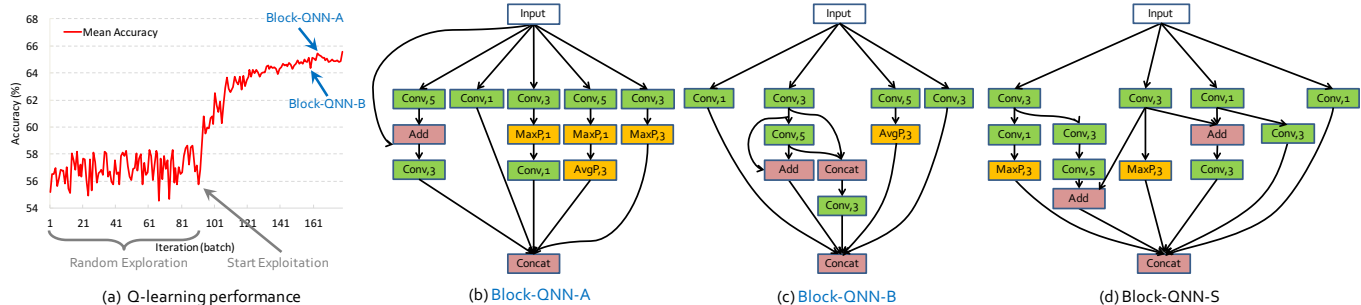 68
66
64
62
60
58
56
54
Accuracy (%)
Mean Accuracy
Block-QNN-A
Block-QNN-B
1 21 41 61 81 101 121 141 161
Iteration (batch)
Random Exploration
Start Exploitation
(a) Q-learning performance
Input
Conv,5 Conv,1 Conv,3 Conv,5 Conv,3
Add MaxP,1 MaxP,1 MaxP,3
Conv,3 Conv,1 AvgP,3
Concat
(b) Block-QNN-A
Input
Conv,1 Conv,3 Conv,5 Conv,3
Conv,5 AvgP,3
Add Concat
Conv,3
Concat
(c) Block-QNN-B
Input
Conv,3 Conv,3 Conv,1 Conv,1
Conv,1 Conv,3 Add Conv,3
MaxP,3 Conv,5 MaxP,3 Conv,3
Add
Concat
(d) Block-QNN-S